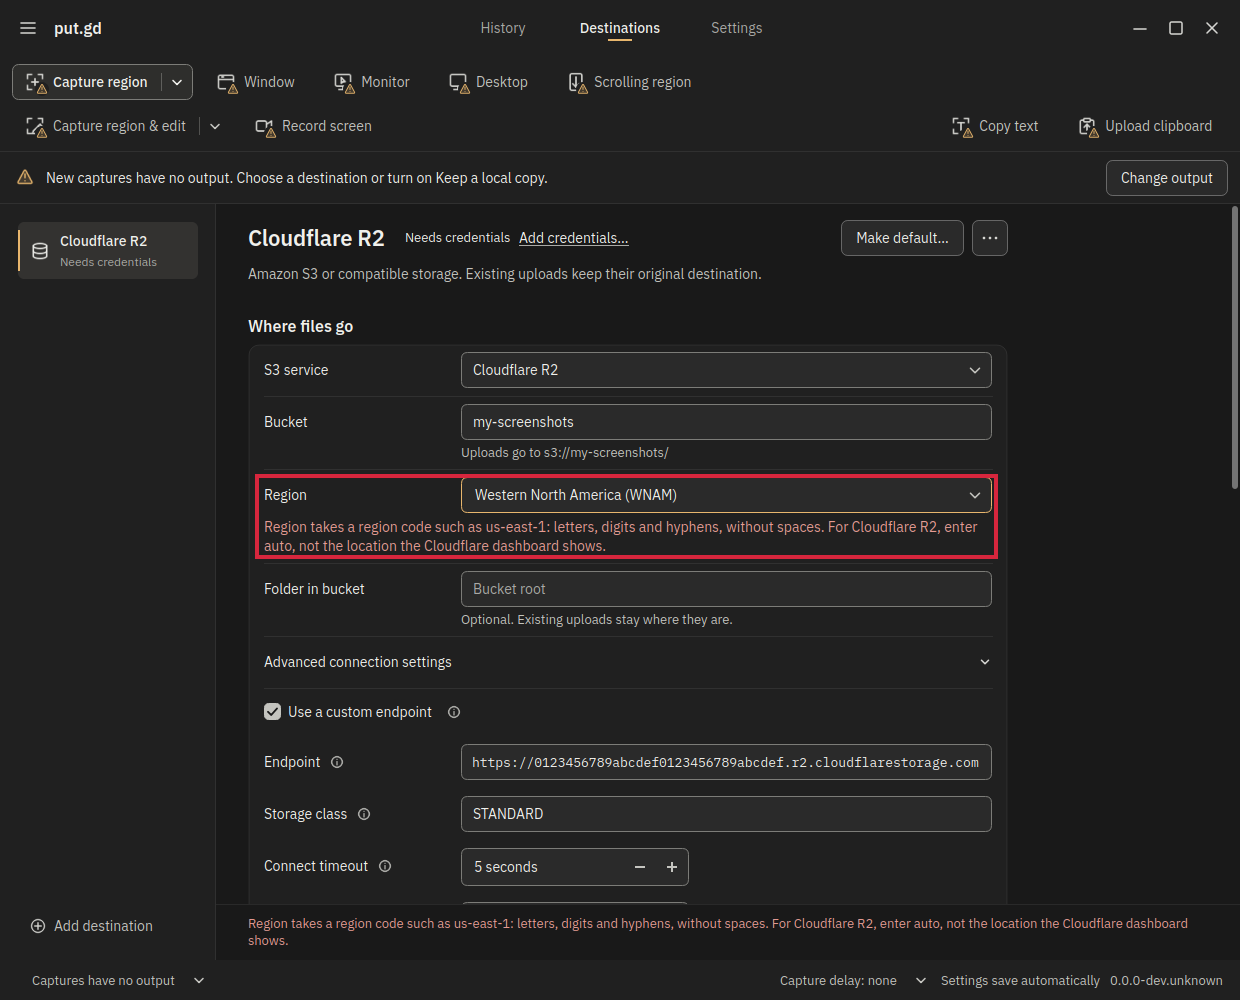 put.gd
History
Destinations
Settings
Capture region
Window
Monitor
Desktop
Scrolling region
Capture region & edit
Record screen
Copy text
Upload clipboard
New captures have no output. Choose a destination or turn on Keep a local copy.
Change output
Cloudflare R2
Needs credentials
Cloudflare R2
Needs credentials
Add credentials...
Make default...
Amazon S3 or compatible storage. Existing uploads keep their original destination.
Where files go
S3 service
Cloudflare R2
Bucket
my-screenshots
Uploads go to s3://my-screenshots/
Region
Western North America (WNAM)
Region takes a region code such as us-east-1: letters, digits and hyphens, without spaces. For Cloudflare R2, enter
auto, not the location the Cloudflare dashboard shows.
Folder in bucket
Bucket root
Optional. Existing uploads stay where they are.
Advanced connection settings
Use a custom endpoint
Endpoint
https://0123456789abcdef0123456789abcdef.r2.cloudflarestorage.com
Storage class
STANDARD
Connect timeout
5 seconds
Add destination
Region takes a region code such as us-east-1: letters, digits and hyphens, without spaces. For Cloudflare R2, enter auto, not the location the Cloudflare dashboard
shows.
Captures have no output
Capture delay: none
Settings save automatically
0.0.0-dev.unknown